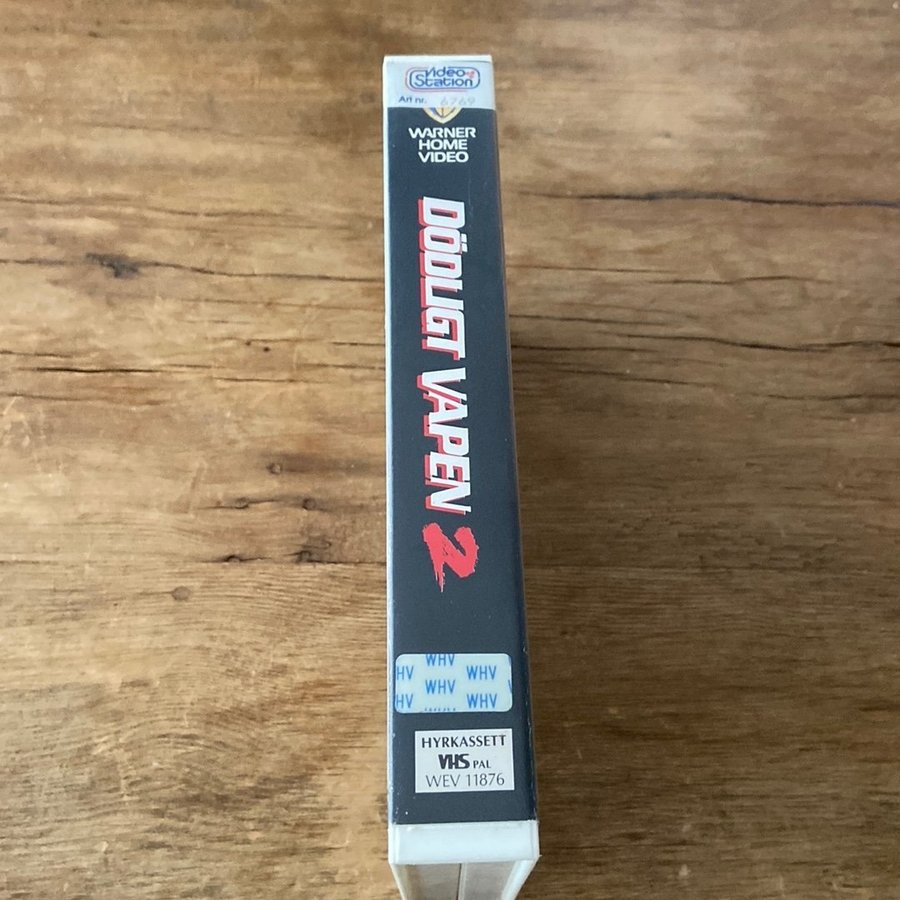 Video
Station
Art nr. 6769
WARNER
HOME
VIDEO
DÖDLIGT VAPEN 2
WHV
HV WHV
WHV
HV WHV
HYRKASSETT
VHS PAL
WEV 11876